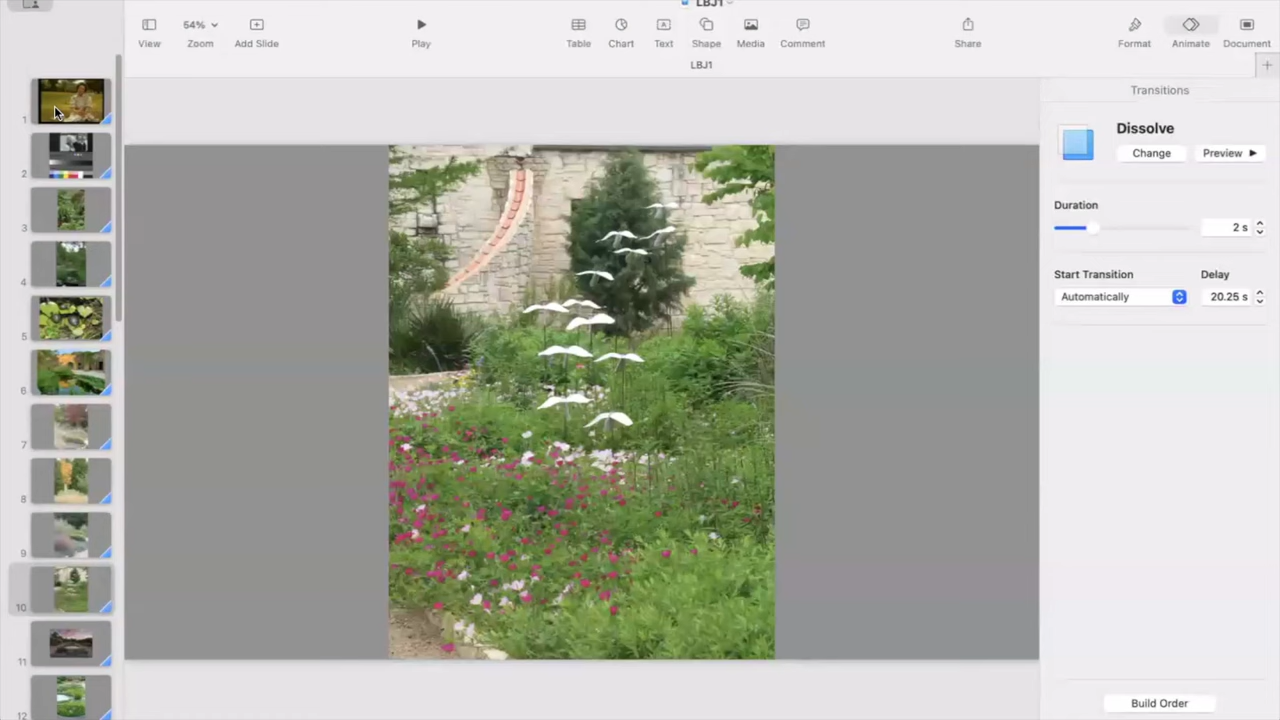 LBJ1
54%
View
Zoom
Add Slide
Play
Table
Chart
Text
Shape
Media
Comment
Share
Format
Animate
Document
LBJ1
Transitions
Dissolve
Change
Preview
Duration
2 s
Start Transition
Delay
Automatically
20.25 s
Build Order
1
2
3
4
5
6
7
8
9
10
11
12